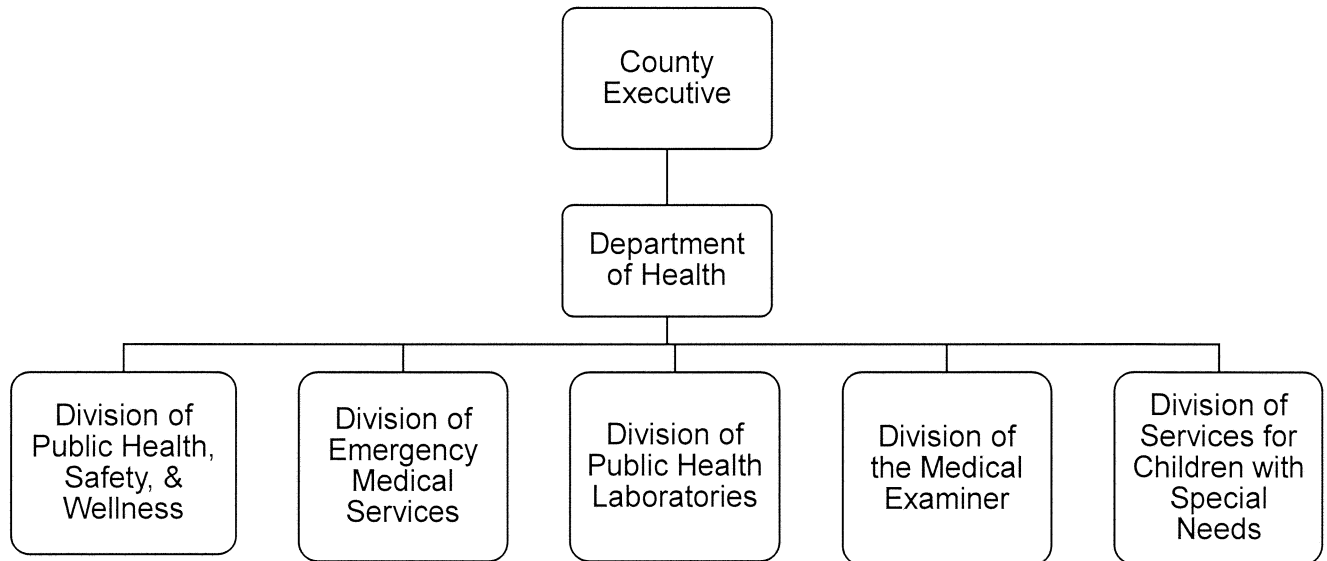 County
Executive
Department
of Health
Division of
Public Health,
Safety, &
Wellness
Division of
Emergency
Medical
Services
Division of
Public Health
Laboratories
Division of
the Medical
Examiner
Division of
Services for
Children with
Special
Needs